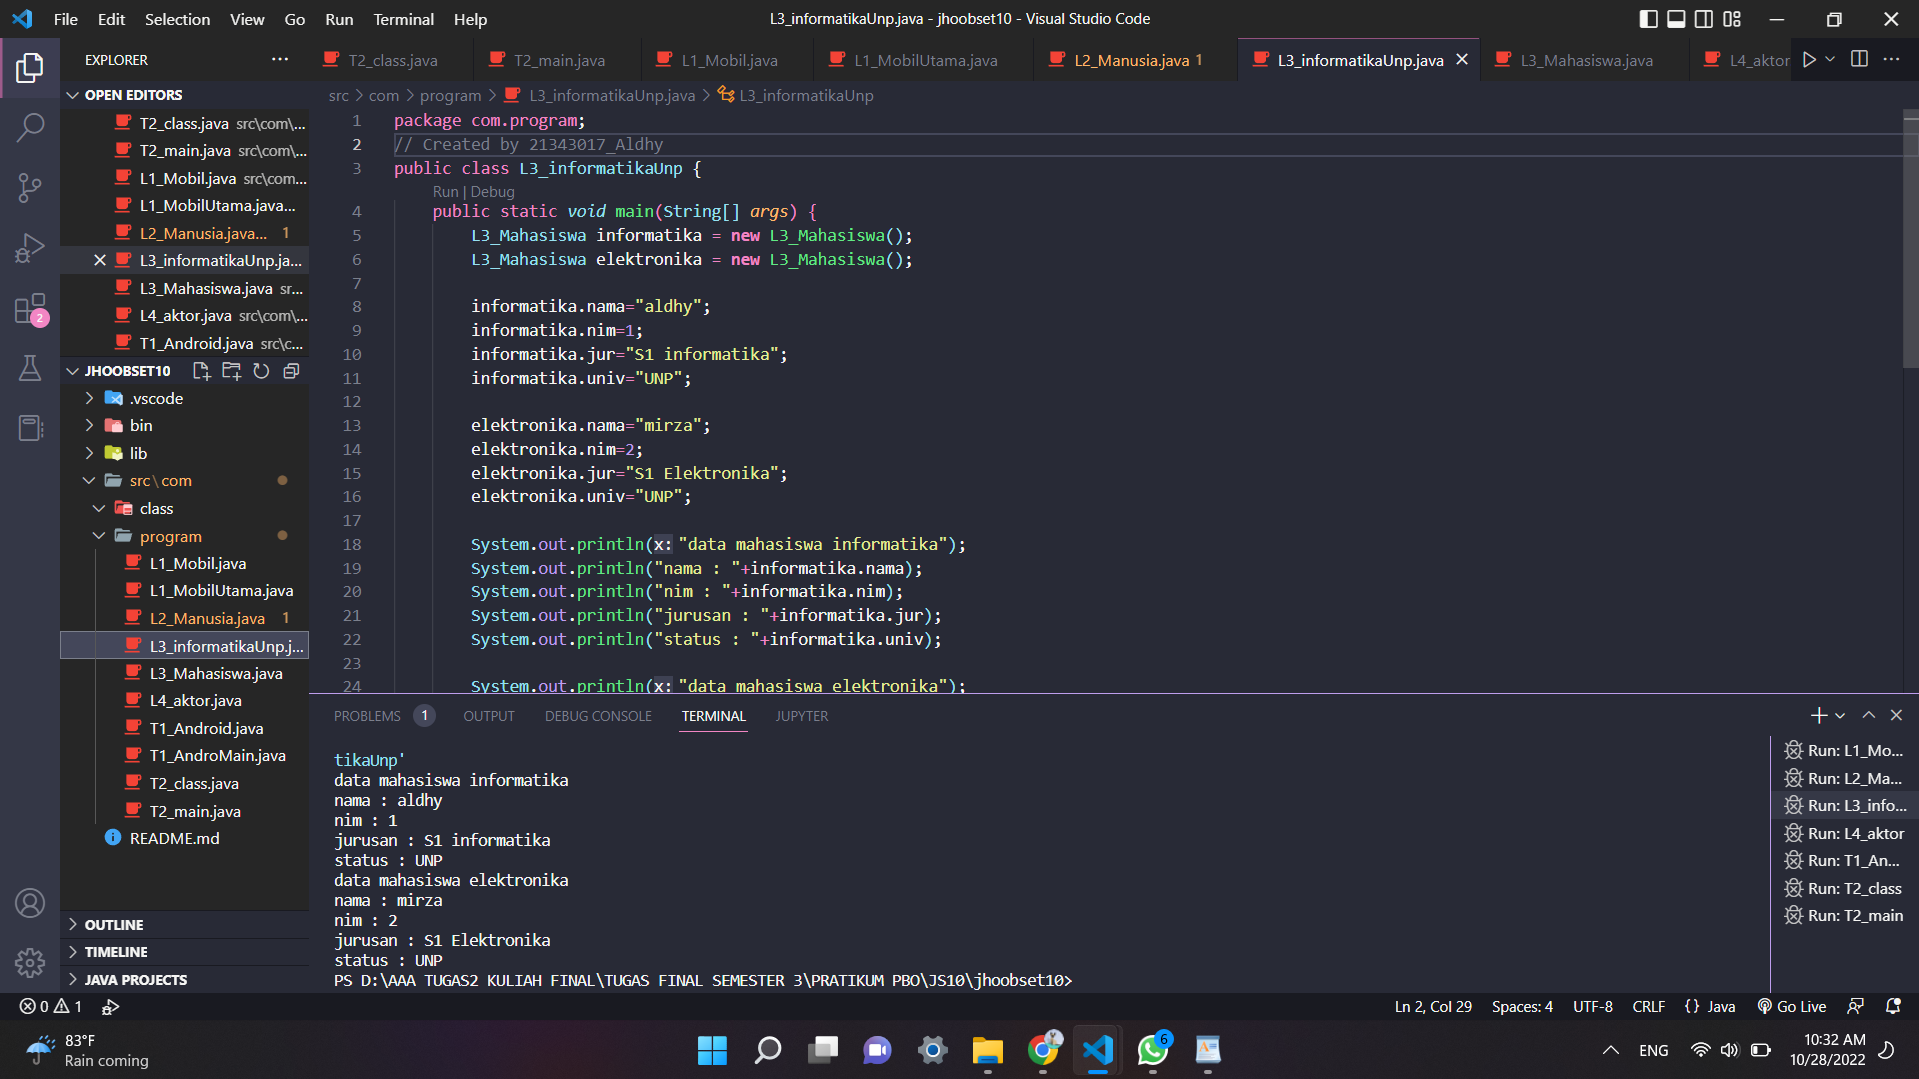 File Edit Selection View Go Run Terminal Help
L3_informatikaUnp.java - jhoobset10 - Visual Studio Code
EXPLORER
T2_class.java
T2_main.java
L1_Mobil.java
L1_MobilUtama.java
L2_Manusia.java 1
L3_informatikaUnp.java
L3_Mahasiswa.java
L4_aktor
OPEN EDITORS
T2_class.java src\com\...
T2_main.java src\com\...
L1_Mobil.java src\com...
L1_MobilUtama.java...
L2_Manusia.java... 1
L3_informatikaUnp.ja...
L3_Mahasiswa.java sr...
L4_aktor.java src\com\...
T1_Android.java src\c...
JHOOBSET10
.vscode
bin
lib
src\com
class
program
L1_Mobil.java
L1_MobilUtama.java
L2_Manusia.java 1
L3_informatikaUnp.j...
L3_Mahasiswa.java
L4_aktor.java
T1_Android.java
T1_AndroMain.java
T2_class.java
T2_main.java
README.md
OUTLINE
TIMELINE
JAVA PROJECTS
2
src > com > program > L3_informatikaUnp.java > L3_informatikaUnp
1 package com.program;
2 // Created by 21343017_Aldhy
3 public class L3_informatikaUnp {
Run | Debug
4 public static void main(String[] args) {
5 L3_Mahasiswa informatika = new L3_Mahasiswa();
6 L3_Mahasiswa elektronika = new L3_Mahasiswa();
7
8 informatika.nama="aldhy";
9 informatika.nim=1;
10 informatika.jur="S1 informatika";
11 informatika.univ="UNP";
12
13 elektronika.nama="mirza";
14 elektronika.nim=2;
15 elektronika.jur="S1 Elektronika";
16 elektronika.univ="UNP";
17
18 System.out.println(x: "data mahasiswa informatika");
19 System.out.println("nama : "+informatika.nama);
20 System.out.println("nim : "+informatika.nim);
21 System.out.println("jurusan : "+informatika.jur);
22 System.out.println("status : "+informatika.univ);
23
24 System.out.println(x: "data mahasiswa elektronika");
PROBLEMS 1 OUTPUT DEBUG CONSOLE TERMINAL JUPYTER
tikaUnp'
data mahasiswa informatika
nama : aldhy
nim : 1
jurusan : S1 informatika
status : UNP
data mahasiswa elektronika
nama : mirza
nim : 2
jurusan : S1 Elektronika
status : UNP
PS D:\AAA TUGAS2 KULIAH FINAL\TUGAS FINAL SEMESTER 3\PRATIKUM PBO\JS10\jhoobset10>
Run: L1_Mo...
Run: L2_Ma...
Run: L3_info...
Run: L4_aktor
Run: T1_An...
Run: T2_class
Run: T2_main
0 1
Ln 2, Col 29 Spaces: 4 UTF-8 CRLF {} Java Go Live
83°F
Rain coming
6
ENG
10:32 AM
10/28/2022